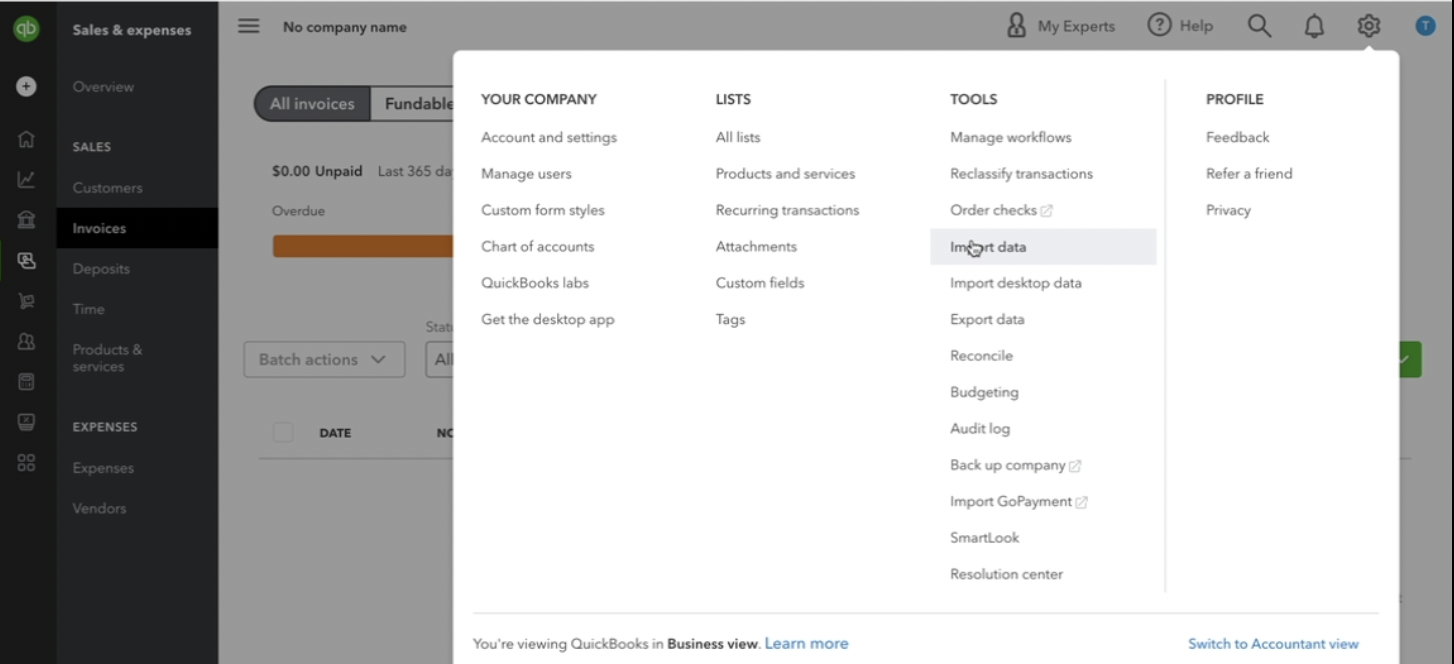 qb
Sales & expenses
No company name
My Experts
Help
T
Overview
SALES
Customers
Invoices
Deposits
Time
Products &
services
EXPENSES
Expenses
Vendors
All invoices
Fundable
$0.00 Unpaid Last 365
Overdue
Batch actions
All
DATE
YOUR COMPANY
Account and settings
Manage users
Custom form styles
Chart of accounts
QuickBooks labs
Get the desktop app
LISTS
All lists
Products and services
Recurring transactions
Attachments
Custom fields
Tags
TOOLS
Manage workflows
Reclassify transactions
Order checks
Import data
Import desktop data
Export data
Reconcile
Budgeting
Audit log
Back up company
Import GoPayment
SmartLook
Resolution center
PROFILE
Feedback
Refer a friend
Privacy
You're viewing QuickBooks in Business view. Learn more
Switch to Accountant view